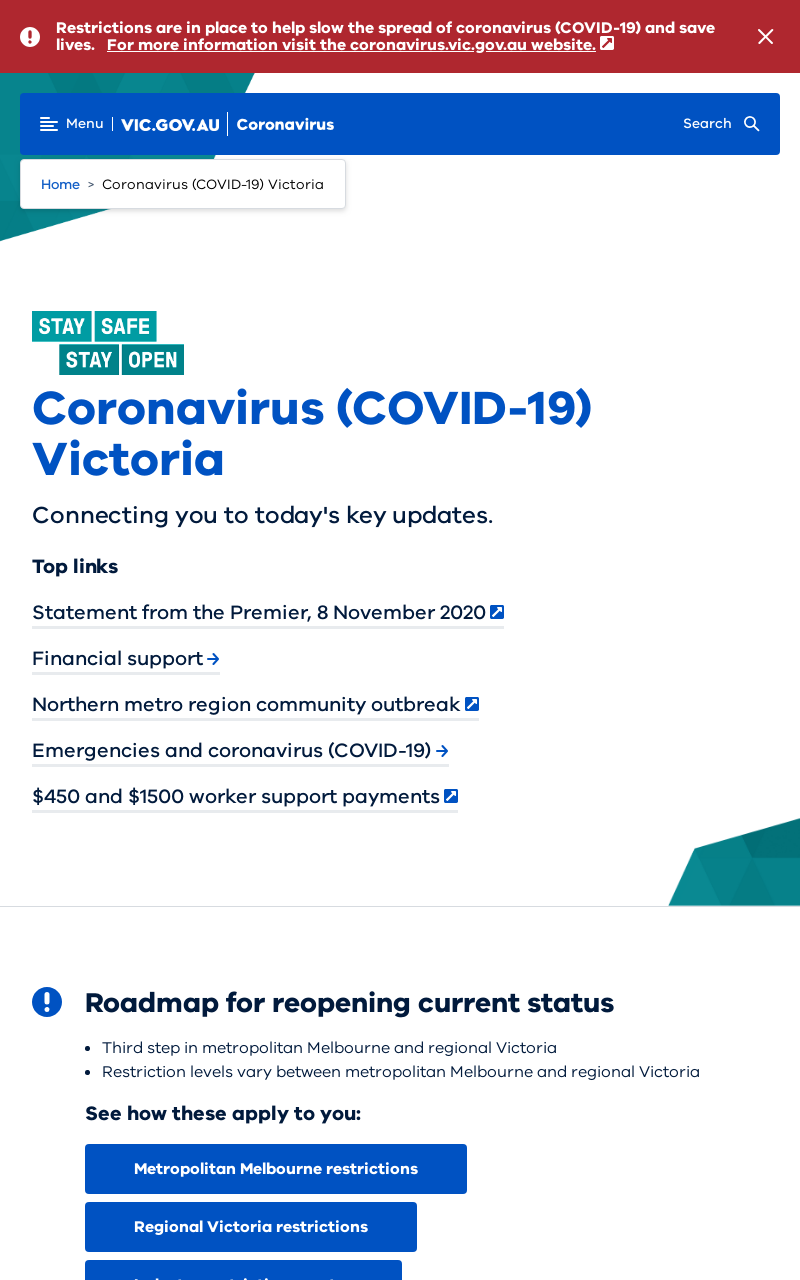 Restrictions are in place to help slow the spread of coronavirus (COVID-19) and save
lives. For more information visit the coronavirus.vic.gov.au website.
Menu VIC.GOV.AU Coronavirus Search
Home > Coronavirus (COVID-19) Victoria
STAY SAFE
STAY OPEN
Coronavirus (COVID-19)
Victoria
Connecting you to today's key updates.
Top links
Statement from the Premier, 8 November 2020
Financial support
Northern metro region community outbreak
Emergencies and coronavirus (COVID-19)
$450 and $1500 worker support payments
Roadmap for reopening current status
• Third step in metropolitan Melbourne and regional Victoria
• Restriction levels vary between metropolitan Melbourne and regional Victoria
See how these apply to you:
Metropolitan Melbourne restrictions
Regional Victoria restrictions